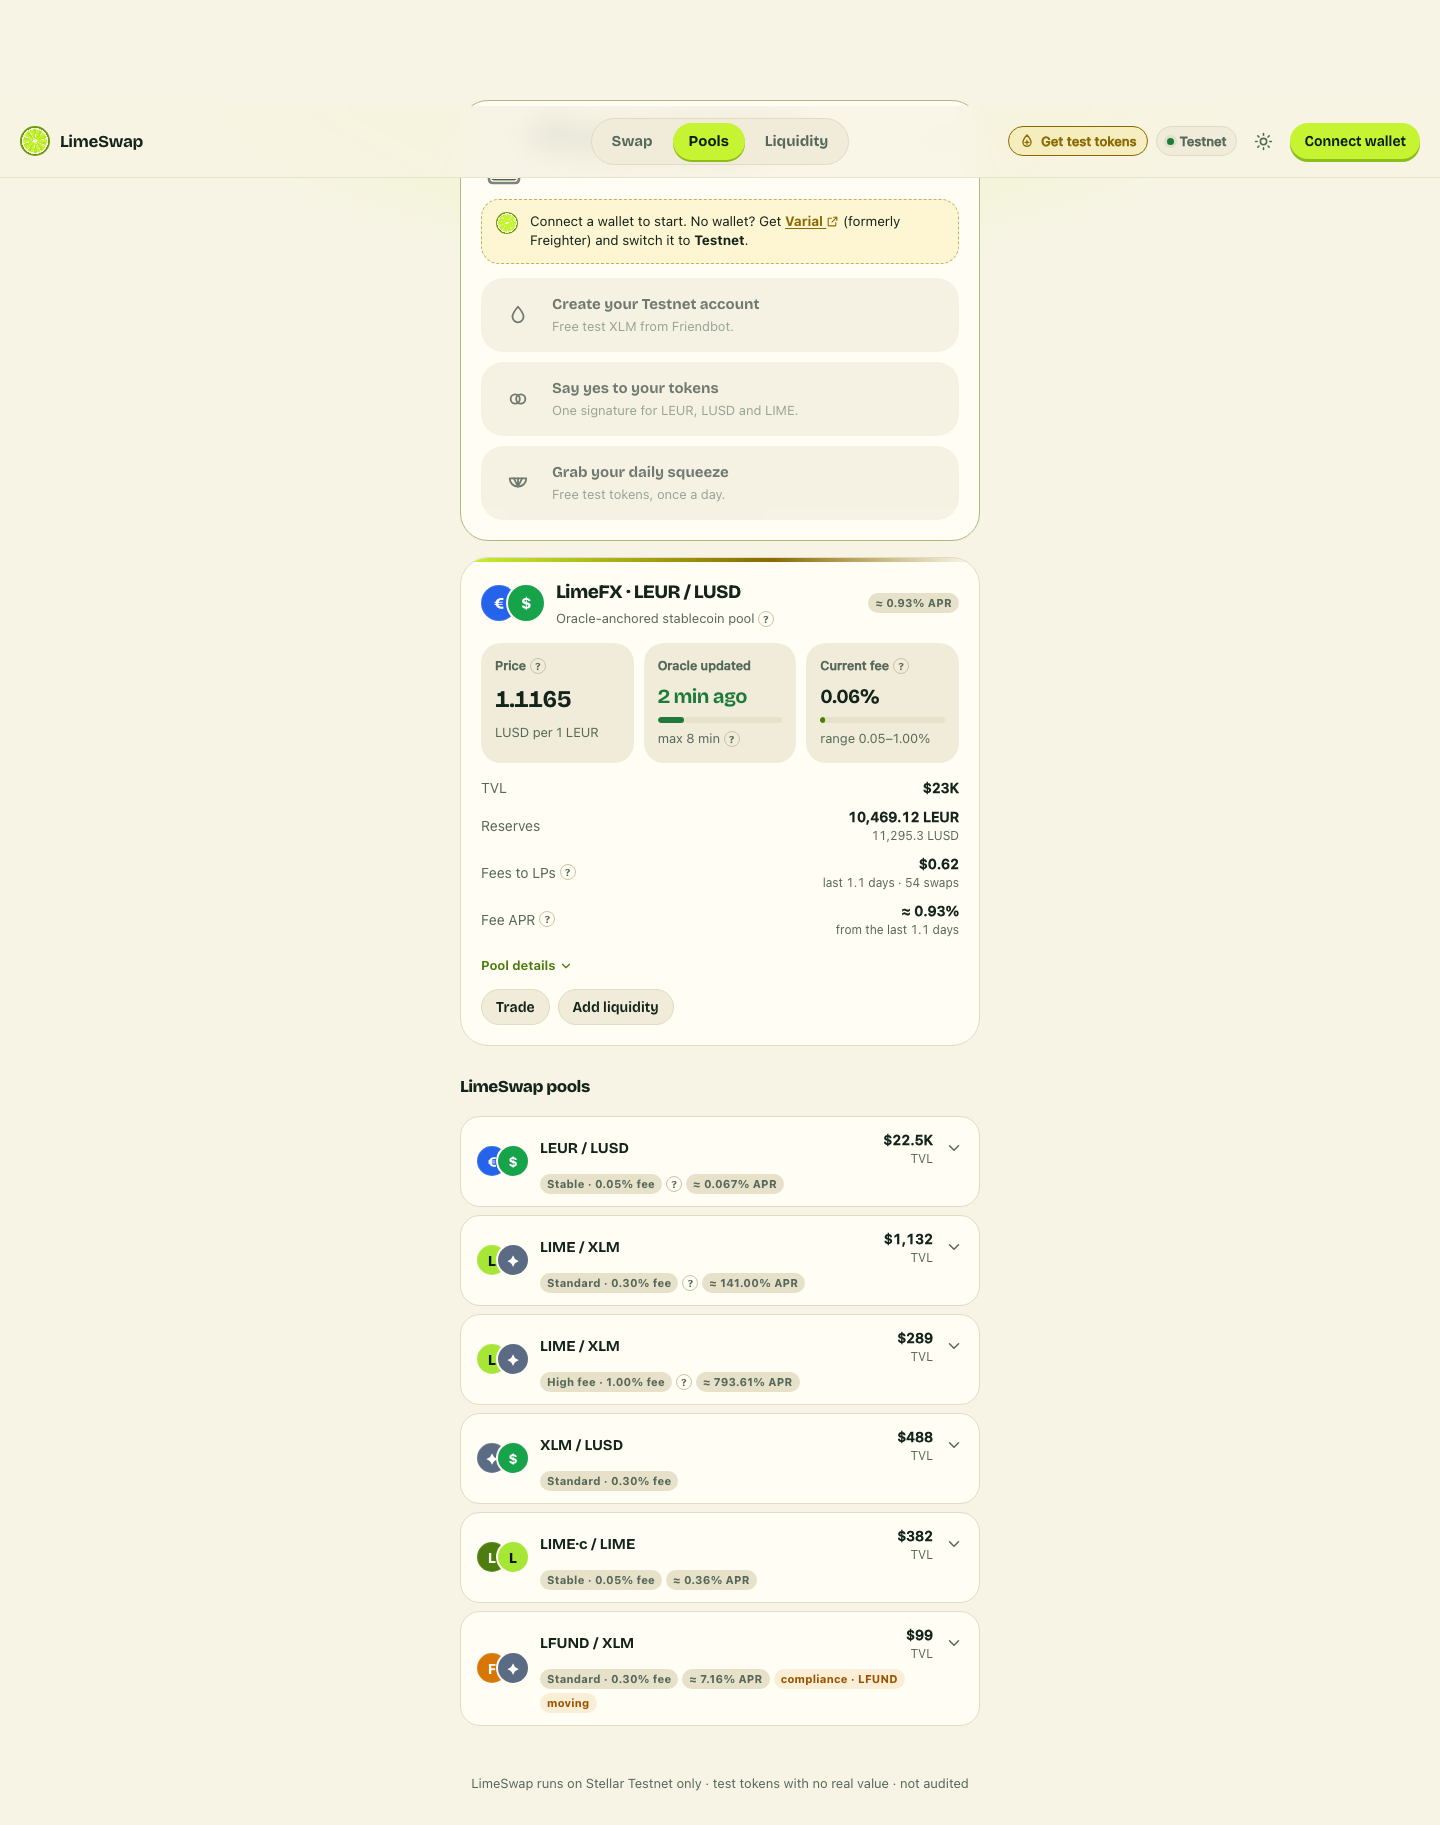 LimeSwap
Swap
Pools
Liquidity
Get test tokens
Testnet
Connect wallet
Connect a wallet to start. No wallet? Get Varial (formerly
Freighter) and switch it to Testnet.
Create your Testnet account
Free test XLM from Friendbot.
Say yes to your tokens
One signature for LEUR, LUSD and LIME.
Grab your daily squeeze
Free test tokens, once a day.
€ $
LimeFX · LEUR / LUSD
≈ 0.93% APR
Oracle-anchored stablecoin pool ?
Price ?
1.1165
LUSD per 1 LEUR
Oracle updated
2 min ago
max 8 min ?
Current fee ?
0.06%
range 0.05–1.00%
TVL
$23K
Reserves
10,469.12 LEUR
11,295.3 LUSD
Fees to LPs ?
$0.62
last 1.1 days · 54 swaps
Fee APR ?
≈ 0.93%
from the last 1.1 days
Pool details
Trade
Add liquidity
LimeSwap pools
€ $
LEUR / LUSD
$22.5K
TVL
Stable · 0.05% fee ? ≈ 0.067% APR
L
LIME / XLM
$1,132
TVL
Standard · 0.30% fee ? ≈ 141.00% APR
L
LIME / XLM
$289
TVL
High fee · 1.00% fee ? ≈ 793.61% APR
$
XLM / LUSD
$488
TVL
Standard · 0.30% fee
L L
LIME·c / LIME
$382
TVL
Stable · 0.05% fee ≈ 0.36% APR
F
LFUND / XLM
$99
TVL
Standard · 0.30% fee ≈ 7.16% APR compliance · LFUND
moving
LimeSwap runs on Stellar Testnet only · test tokens with no real value · not audited